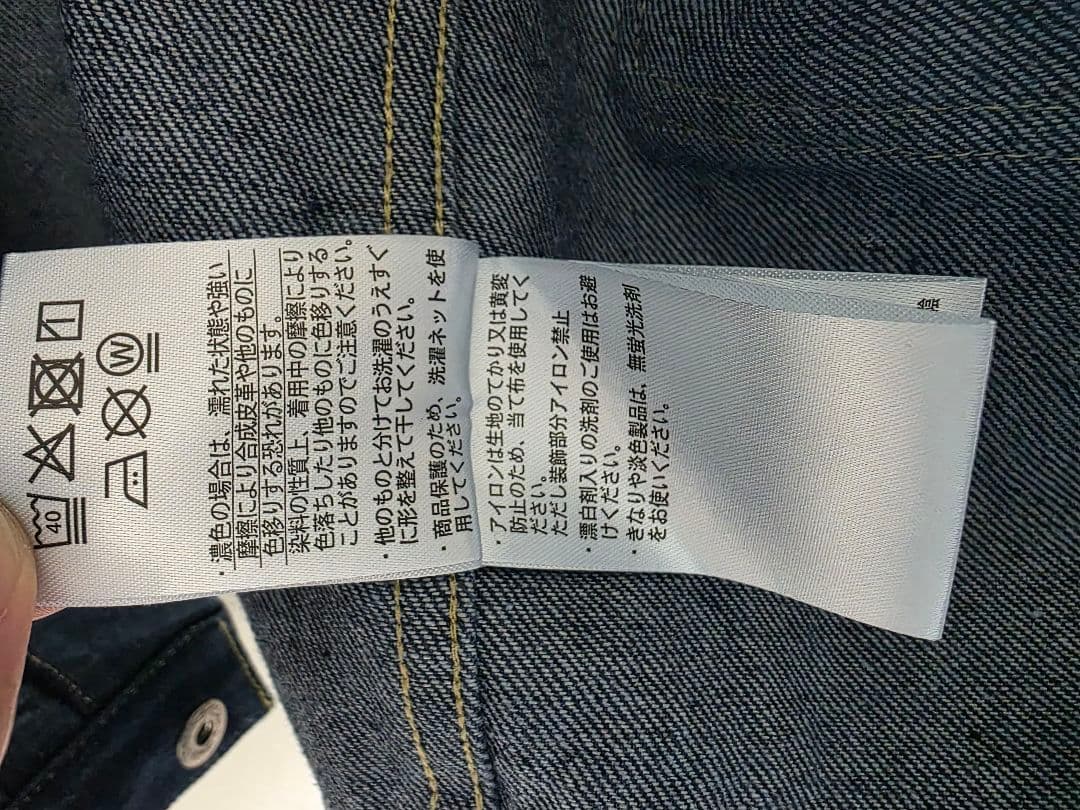 40
W
・濃色の場合は、濡れた状態や強い
摩擦により合成皮革や他のものに
色移りする恐れがあります。
染料の性質上、着用中の摩擦により
色落ちしたり他のものに色移りする
ことがありますのでご注意ください。
・他のものと分けてお洗濯のうえすぐ
に形を整えて干してください。
・商品保護のため、洗濯ネットを使
用してください。
・アイロンは生地のてかり又は黄変
防止のため、当て布を使用してく
ださい。
ただし装飾部分アイロン禁止
・漂白剤入りの洗剤のご使用はお避
けください。
・きなりや淡色製品は、無蛍光洗剤
をお使いください。